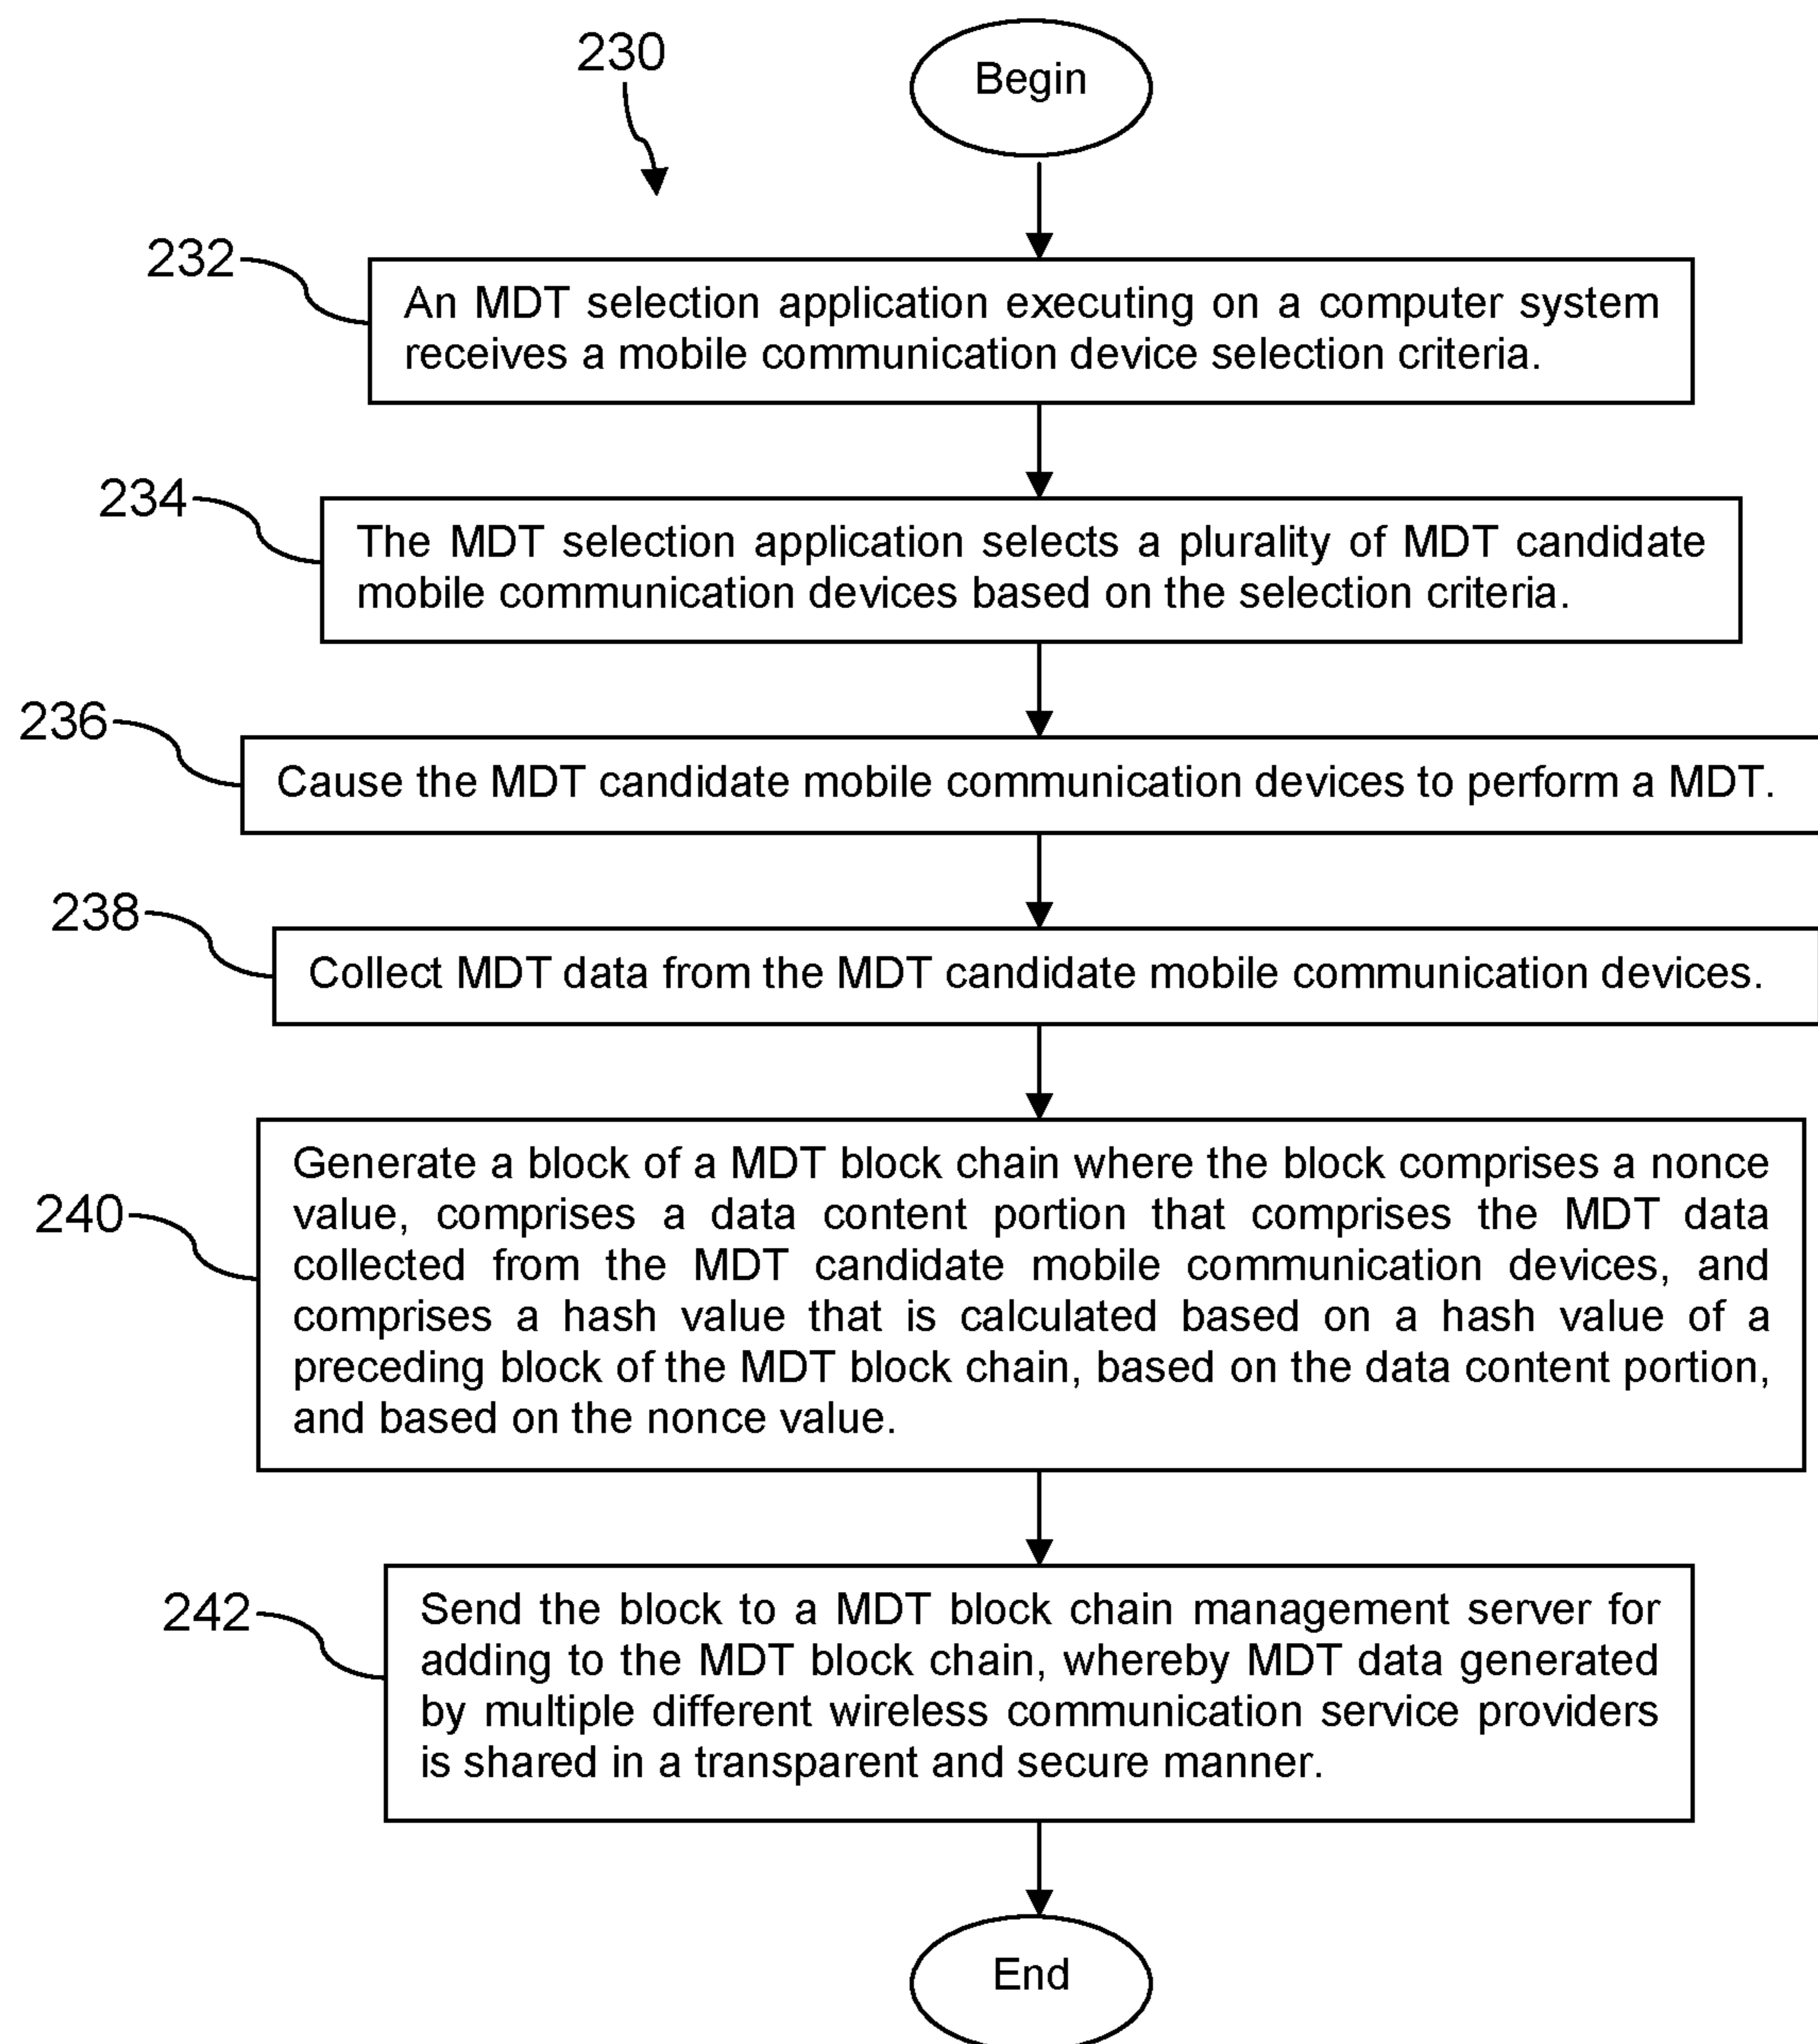 230
Begin
232
An MDT selection application executing on a computer system
receives a mobile communication device selection criteria.
234
The MDT selection application selects a plurality of MDT candidate
mobile communication devices based on the selection criteria.
236
Cause the MDT candidate mobile communication devices to perform a MDT.
238
Collect MDT data from the MDT candidate mobile communication devices.
240
Generate a block of a MDT block chain where the block comprises a nonce
value, comprises a data content portion that comprises the MDT data
collected from the MDT candidate mobile communication devices, and
comprises a hash value that is calculated based on a hash value of a
preceding block of the MDT block chain, based on the data content portion,
and based on the nonce value.
242
Send the block to a MDT block chain management server for
adding to the MDT block chain, whereby MDT data generated
by multiple different wireless communication service providers
is shared in a transparent and secure manner.
End